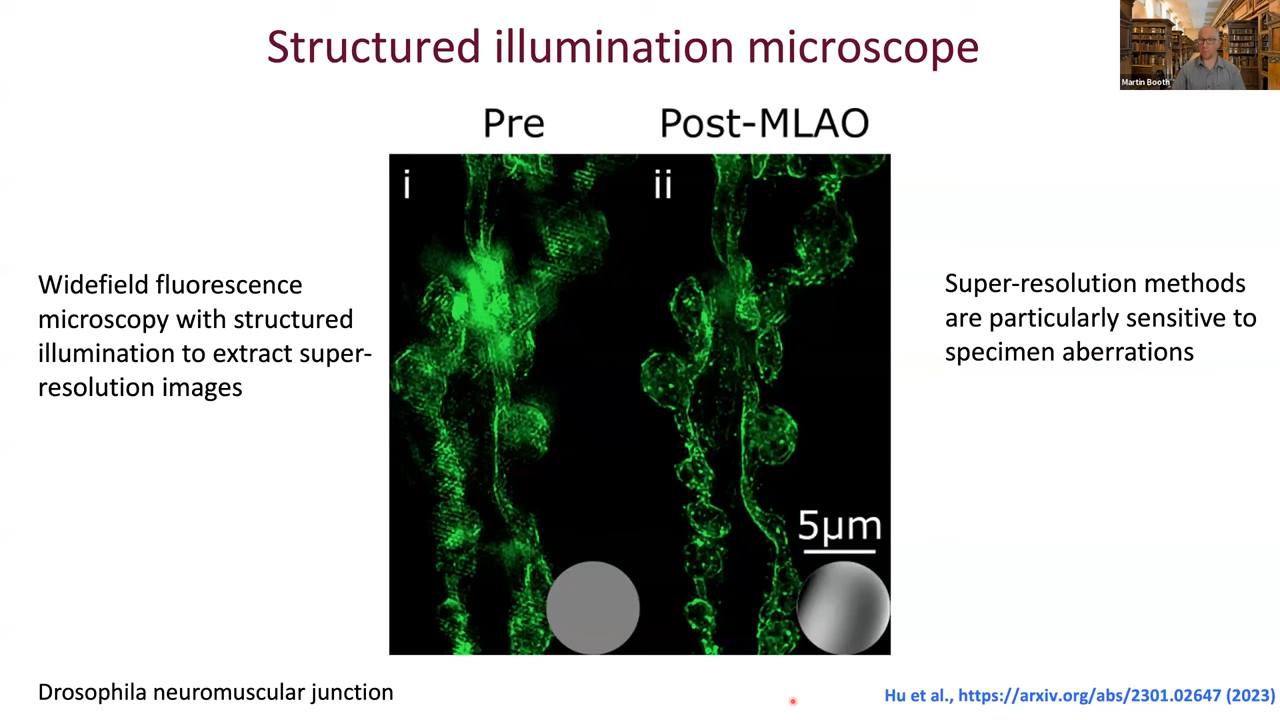 Structured illumination microscope
Martin Booth
Pre
Post-MLAO
i
ii
Widefield fluorescence
microscopy with structured
illumination to extract super-
resolution images
Super-resolution methods
are particularly sensitive to
specimen aberrations
5µm
Drosophila neuromuscular junction
Hu et al., https://arxiv.org/abs/2301.02647 (2023)